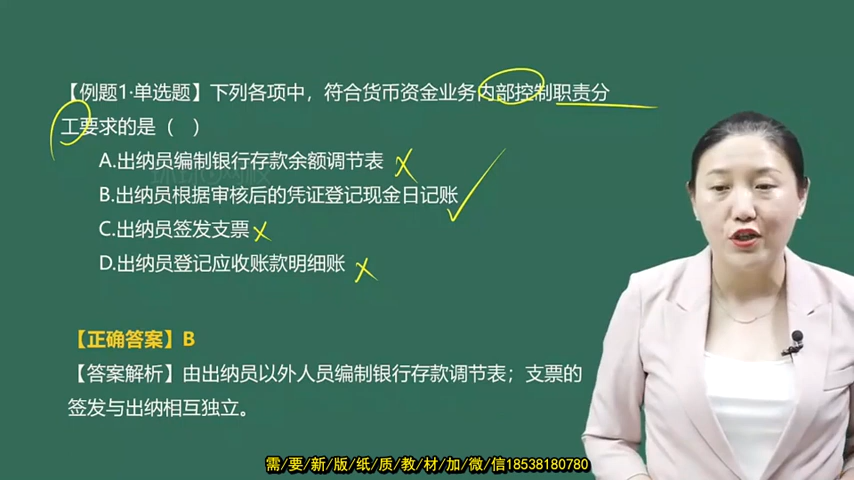 【例题1·单选题】下列各项中，符合货币资金业务内部控制职责分
工要求的是（ ）
A.出纳员编制银行存款余额调节表
B.出纳员根据审核后的凭证登记现金日记账
C.出纳员签发支票
D.出纳员登记应收账款明细账
【正确答案】B
【答案解析】由出纳员以外人员编制银行存款调节表；支票的
签发与出纳相互独立。
需/要/新/版/纸/质/教/材/加/微/信18538180780